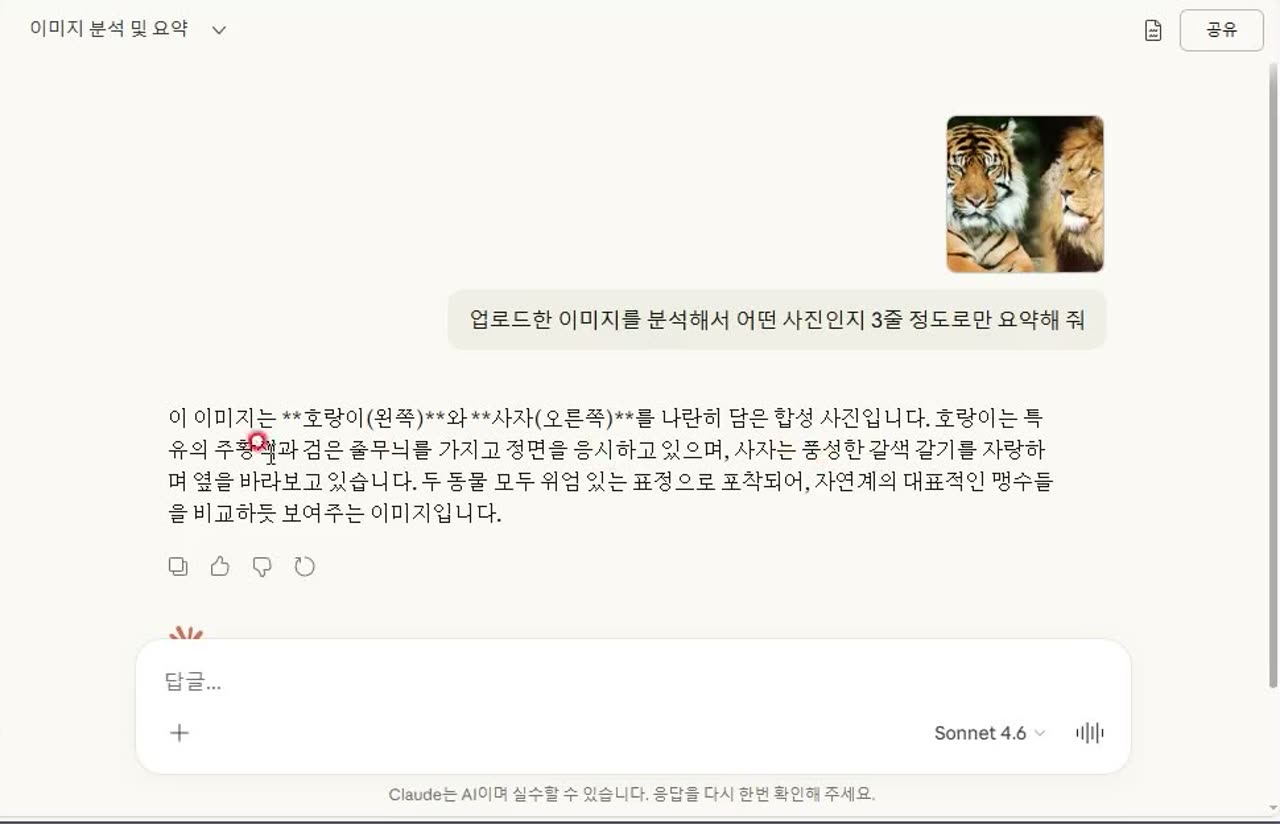 이미지 분석 및 요약
공유
업로드한 이미지를 분석해서 어떤 사진인지 3줄 정도로만 요약해 줘
이 이미지는 **호랑이(왼쪽)**와 **사자(오른쪽)**를 나란히 담은 합성 사진입니다. 호랑이는 특
유의 주황색과 검은 줄무늬를 가지고 정면을 응시하고 있으며, 사자는 풍성한 갈색 갈기를 자랑하
며 옆을 바라보고 있습니다. 두 동물 모두 위엄 있는 표정으로 포착되어, 자연계의 대표적인 맹수들
을 비교하듯 보여주는 이미지입니다.
답글...
Sonnet 4.6
Claude는 AI이며 실수할 수 있습니다. 응답을 다시 한번 확인해 주세요.